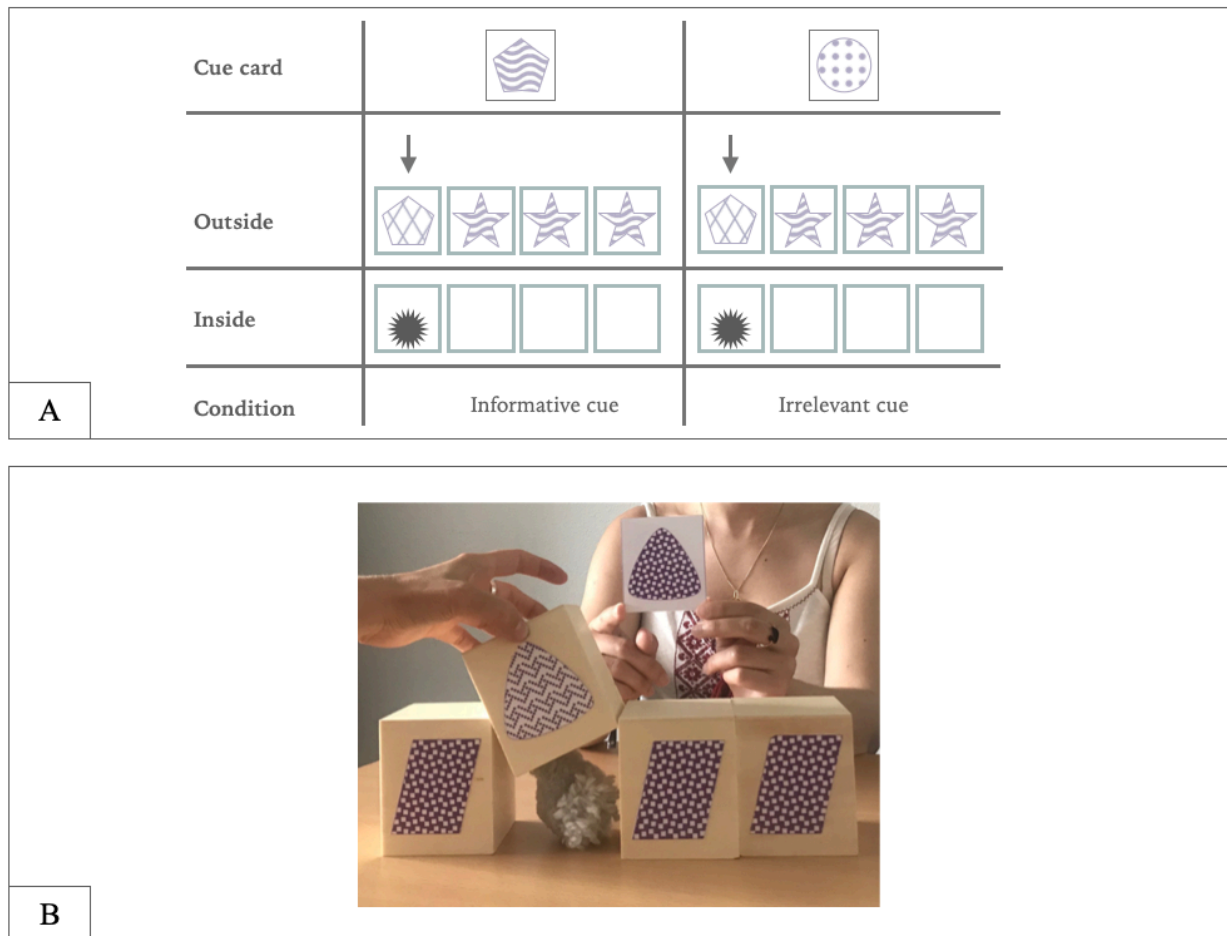 Cue card
Outside
Inside
Condition
Informative cue
Irrelevant cue
A
B